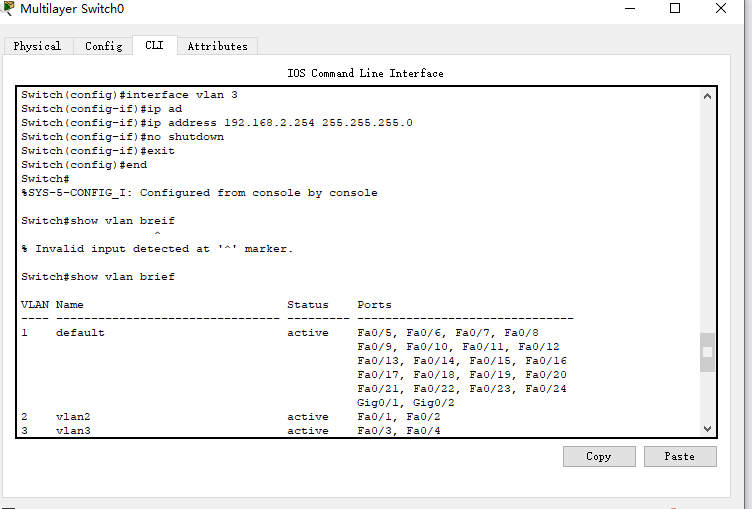 Multilayer Switch0
Physical Config CLI Attributes
IOS Command Line Interface
Switch(config)#interface vlan 3
Switch(config-if)#ip ad
Switch(config-if)#ip address 192.168.2.254 255.255.255.0
Switch(config-if)#no shutdown
Switch(config-if)#exit
Switch(config)#end
Switch#
%SYS-5-CONFIG_I: Configured from console by console
Switch#show vlan breif
^
% Invalid input detected at '^' marker.
Switch#show vlan brief
VLAN Name Status Ports
---- -------------------------------- --------- -------------------------------
1 default active Fa0/5, Fa0/6, Fa0/7, Fa0/8
Fa0/9, Fa0/10, Fa0/11, Fa0/12
Fa0/13, Fa0/14, Fa0/15, Fa0/16
Fa0/17, Fa0/18, Fa0/19, Fa0/20
Fa0/21, Fa0/22, Fa0/23, Fa0/24
Gig0/1, Gig0/2
2 vlan2 active Fa0/1, Fa0/2
3 vlan3 active Fa0/3, Fa0/4
Copy Paste